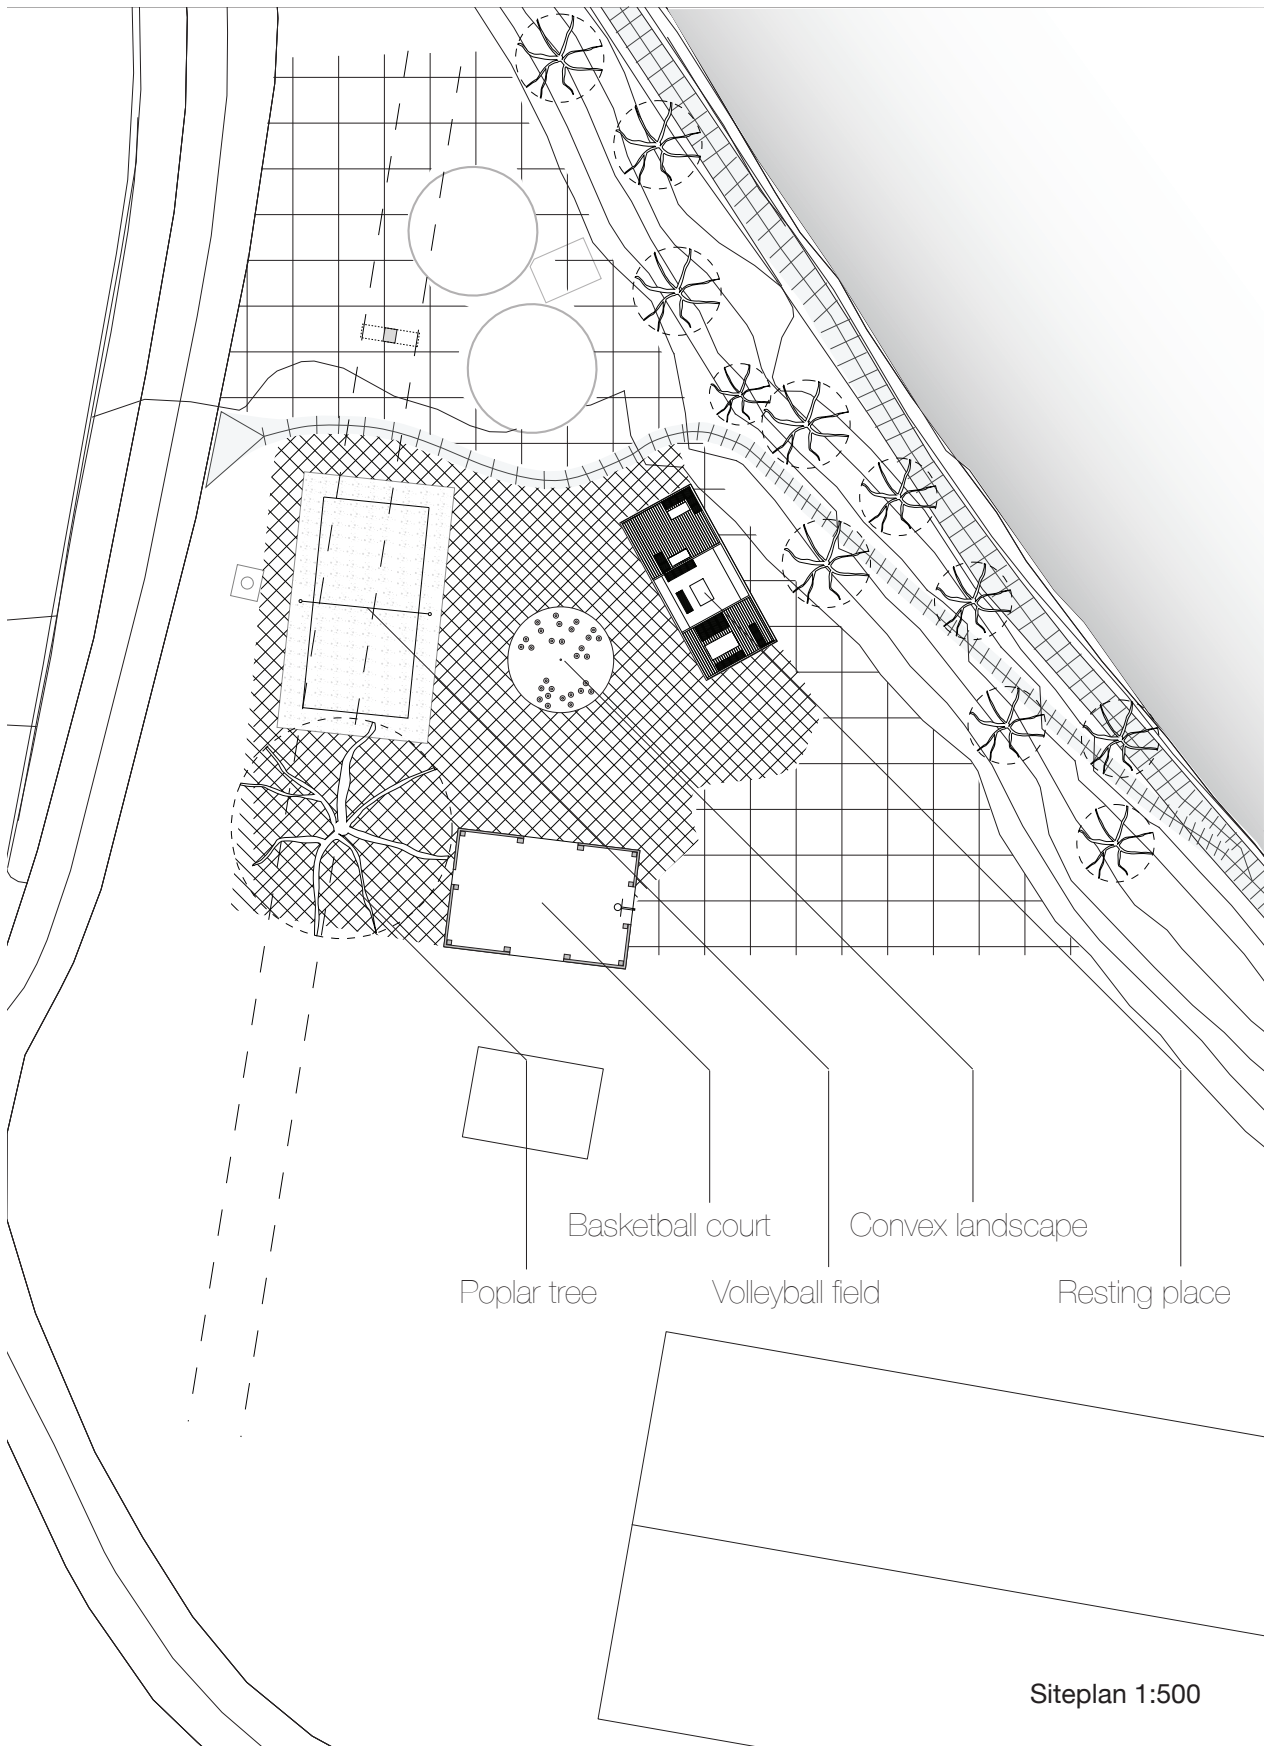 Basketball court
Convex landscape
Poplar tree
Volleyball field
Resting place
Siteplan 1:500